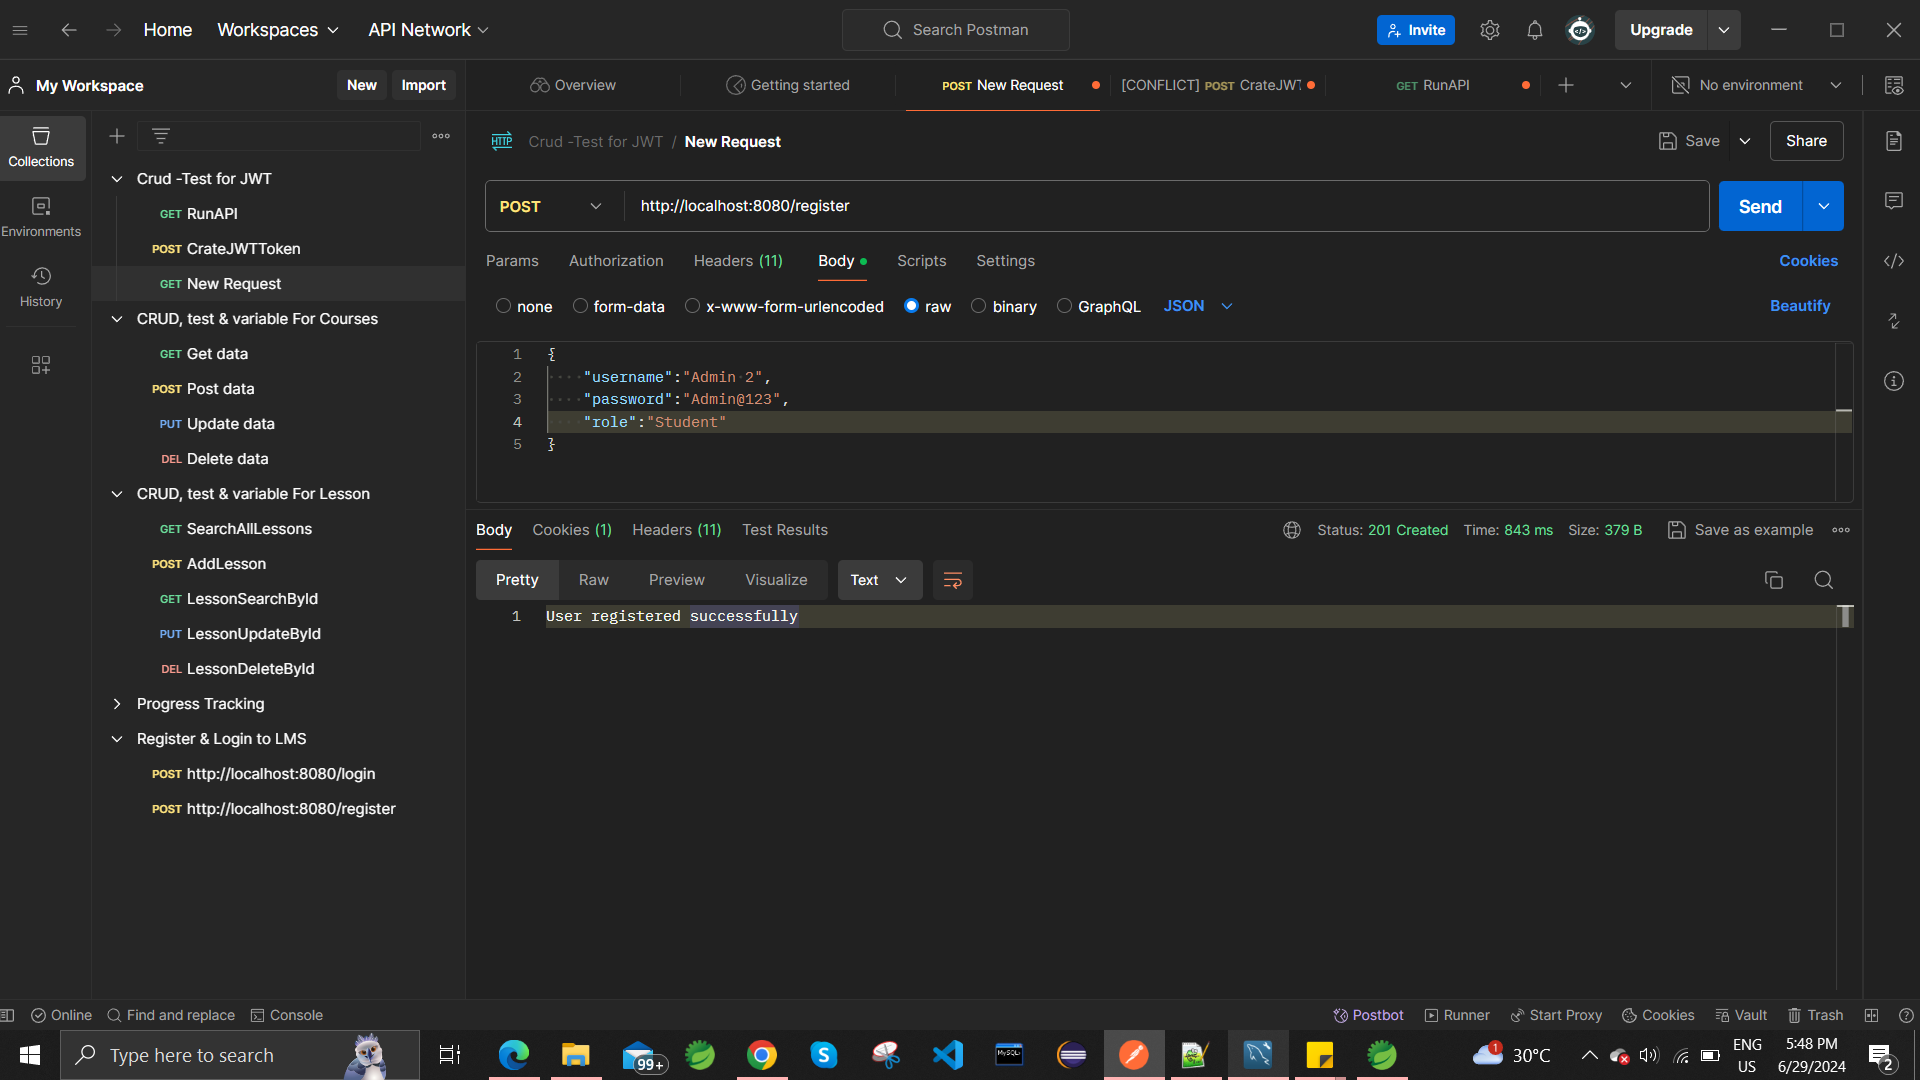 Home Workspaces API Network Search Postman Invite Upgrade
My Workspace New Import Overview Getting started POST New Request [CONFLICT] POST CrateJWT GET RunAPI No environment
Collections
Environments
History
Crud -Test for JWT
GET RunAPI
POST CrateJWTToken
GET New Request
CRUD, test & variable For Courses
GET Get data
POST Post data
PUT Update data
DEL Delete data
CRUD, test & variable For Lesson
GET SearchAllLessons
POST AddLesson
GET LessonSearchById
PUT LessonUpdateById
DEL LessonDeleteById
Progress Tracking
Register & Login to LMS
POST http://localhost:8080/login
POST http://localhost:8080/register
HTTP Crud -Test for JWT / New Request Save Share
POST http://localhost:8080/register Send
Params Authorization Headers (11) Body Scripts Settings Cookies
none form-data x-www-form-urlencoded raw binary GraphQL JSON Beautify
1 {
2 "username":"Admin 2",
3 "password":"Admin@123",
4 "role":"Student"
5 }
Body Cookies (1) Headers (11) Test Results Status: 201 Created Time: 843 ms Size: 379 B Save as example
Pretty Raw Preview Visualize Text
1 User registered successfully
Online Find and replace Console Postbot Runner Start Proxy Cookies Vault Trash
Type here to search 99+ MySQL 1 30°C ENG US 5:48 PM 6/29/2024 2